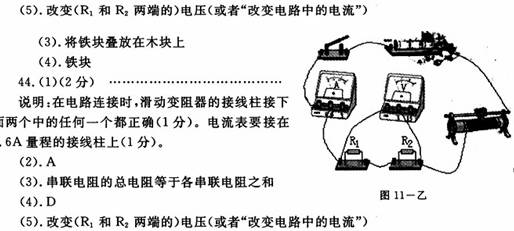 (5).改变(R₁ 和 R₂ 两端的)电压(或者“改变电路中的电流”)
(3).将铁块叠放在木块上
(4).铁块
44.(1)(2分) ……………………………
说明:在电路连接时,滑动变阻器的接线柱接下
面两个中的任何一个都正确(1分)。电流表要接在
.6A 量程的接线柱上(1分)。
(2).A
(3).串联电阻的总电阻等于各串联电阻之和
(4).D
(5).改变(R₁ 和 R₂ 两端的)电压(或者“改变电路中的电流”)
A
V
R₁
R₂
图 11-乙